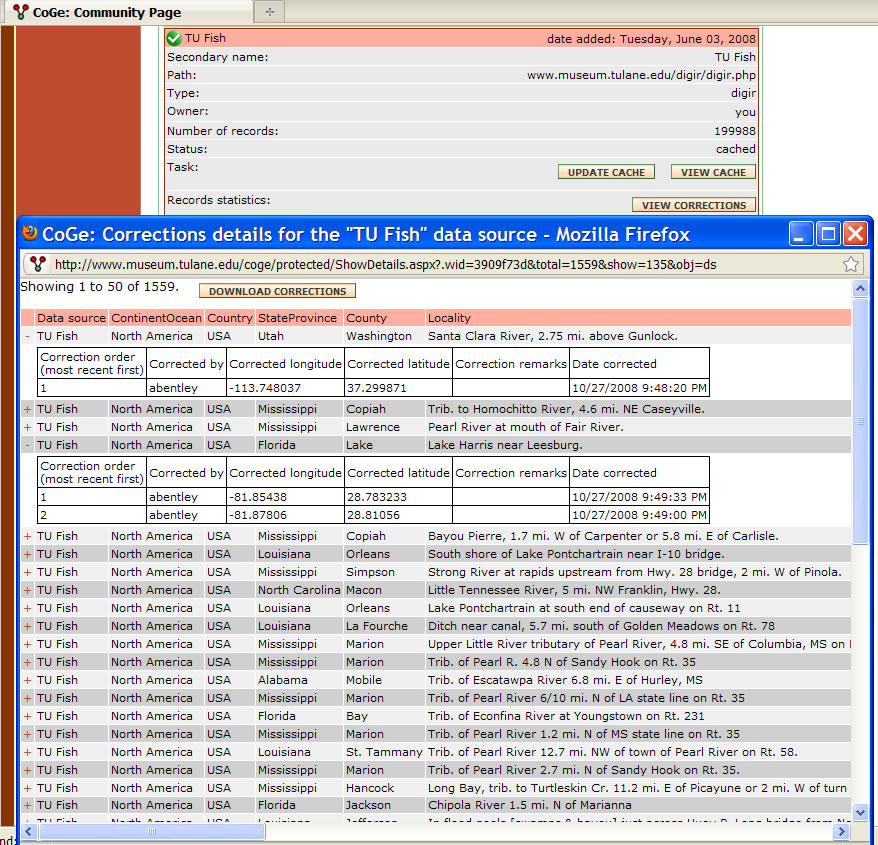 CoGe: Community Page
TU Fish date added: Tuesday, June 03, 2008
Secondary name: TU Fish
Path: www.museum.tulane.edu/digir/digir.php
Type: digir
Owner: you
Number of records: 199988
Status: cached
Task: UPDATE CACHE VIEW CACHE
Records statistics: VIEW CORRECTIONS
CoGe: Corrections details for the "TU Fish" data source - Mozilla Firefox
http://www.museum.tulane.edu/coge/protected/ShowDetails.aspx?.wid=3909f73d&total=1559&show=135&obj=ds
Showing 1 to 50 of 1559. DOWNLOAD CORRECTIONS
Data source ContinentOcean Country StateProvince County Locality
- TU Fish North America USA Utah Washington Santa Clara River, 2.75 mi. above Gunlock.
Correction order
(most recent first) Corrected by Corrected longitude Corrected latitude Correction remarks Date corrected
1 abentley -113.748037 37.299871 10/27/2008 9:48:20 PM
+ TU Fish North America USA Mississippi Copiah Trib. to Homochitto River, 4.6 mi. NE Caseyville.
+ TU Fish North America USA Mississippi Lawrence Pearl River at mouth of Fair River.
- TU Fish North America USA Florida Lake Lake Harris near Leesburg.
Correction order
(most recent first) Corrected by Corrected longitude Corrected latitude Correction remarks Date corrected
1 abentley -81.85438 28.783233 10/27/2008 9:49:33 PM
2 abentley -81.87806 28.81056 10/27/2008 9:49:00 PM
+ TU Fish North America USA Mississippi Copiah Bayou Pierre, 1.7 mi. W of Carpenter or 5.8 mi. E of Carlisle.
+ TU Fish North America USA Louisiana Orleans South shore of Lake Pontchartrain near I-10 bridge.
+ TU Fish North America USA Mississippi Simpson Strong River at rapids upstream from Hwy. 28 bridge, 2 mi. W of Pinola.
+ TU Fish North America USA North Carolina Macon Little Tennessee River, 5 mi. NW Franklin, Hwy. 28.
+ TU Fish North America USA Louisiana Orleans Lake Pontchartrain at south end of causeway on Rt. 11
+ TU Fish North America USA Louisiana La Fourche Ditch near canal, 5.7 mi. south of Golden Meadows on Rt. 78
+ TU Fish North America USA Mississippi Marion Upper Little River tributary of Pearl River, 4.8 mi. SE of Columbia, MS on
+ TU Fish North America USA Mississippi Marion Trib. of Pearl R. 4.8 N of Sandy Hook on Rt. 35
+ TU Fish North America USA Alabama Mobile Trib. of Escatawpa River 6.8 mi. E of Hurley, MS
+ TU Fish North America USA Mississippi Marion Trib. of Pearl River 6/10 mi. N of LA state line on Rt. 35
+ TU Fish North America USA Florida Bay Trib. of Econfina River at Youngstown on Rt. 231
+ TU Fish North America USA Mississippi Marion Trib. of Pearl River 1.2 mi. N of MS state line on Rt. 35
+ TU Fish North America USA Louisiana St. Tammany Trib. of Pearl River 12.7 mi. NW of town of Pearl River on Rt. 58.
+ TU Fish North America USA Mississippi Marion Trib. of Pearl River 2.7 mi. N of Sandy Hook on Rt. 35.
+ TU Fish North America USA Mississippi Hancock Long Bay, trib. to Turtleskin Cr. 11.2 mi. E of Picayune or 2 mi. W of turn
+ TU Fish North America USA Florida Jackson Chipola River 1.5 mi. N of Marianna
+ TU Fish North America USA Louisiana Jefferson